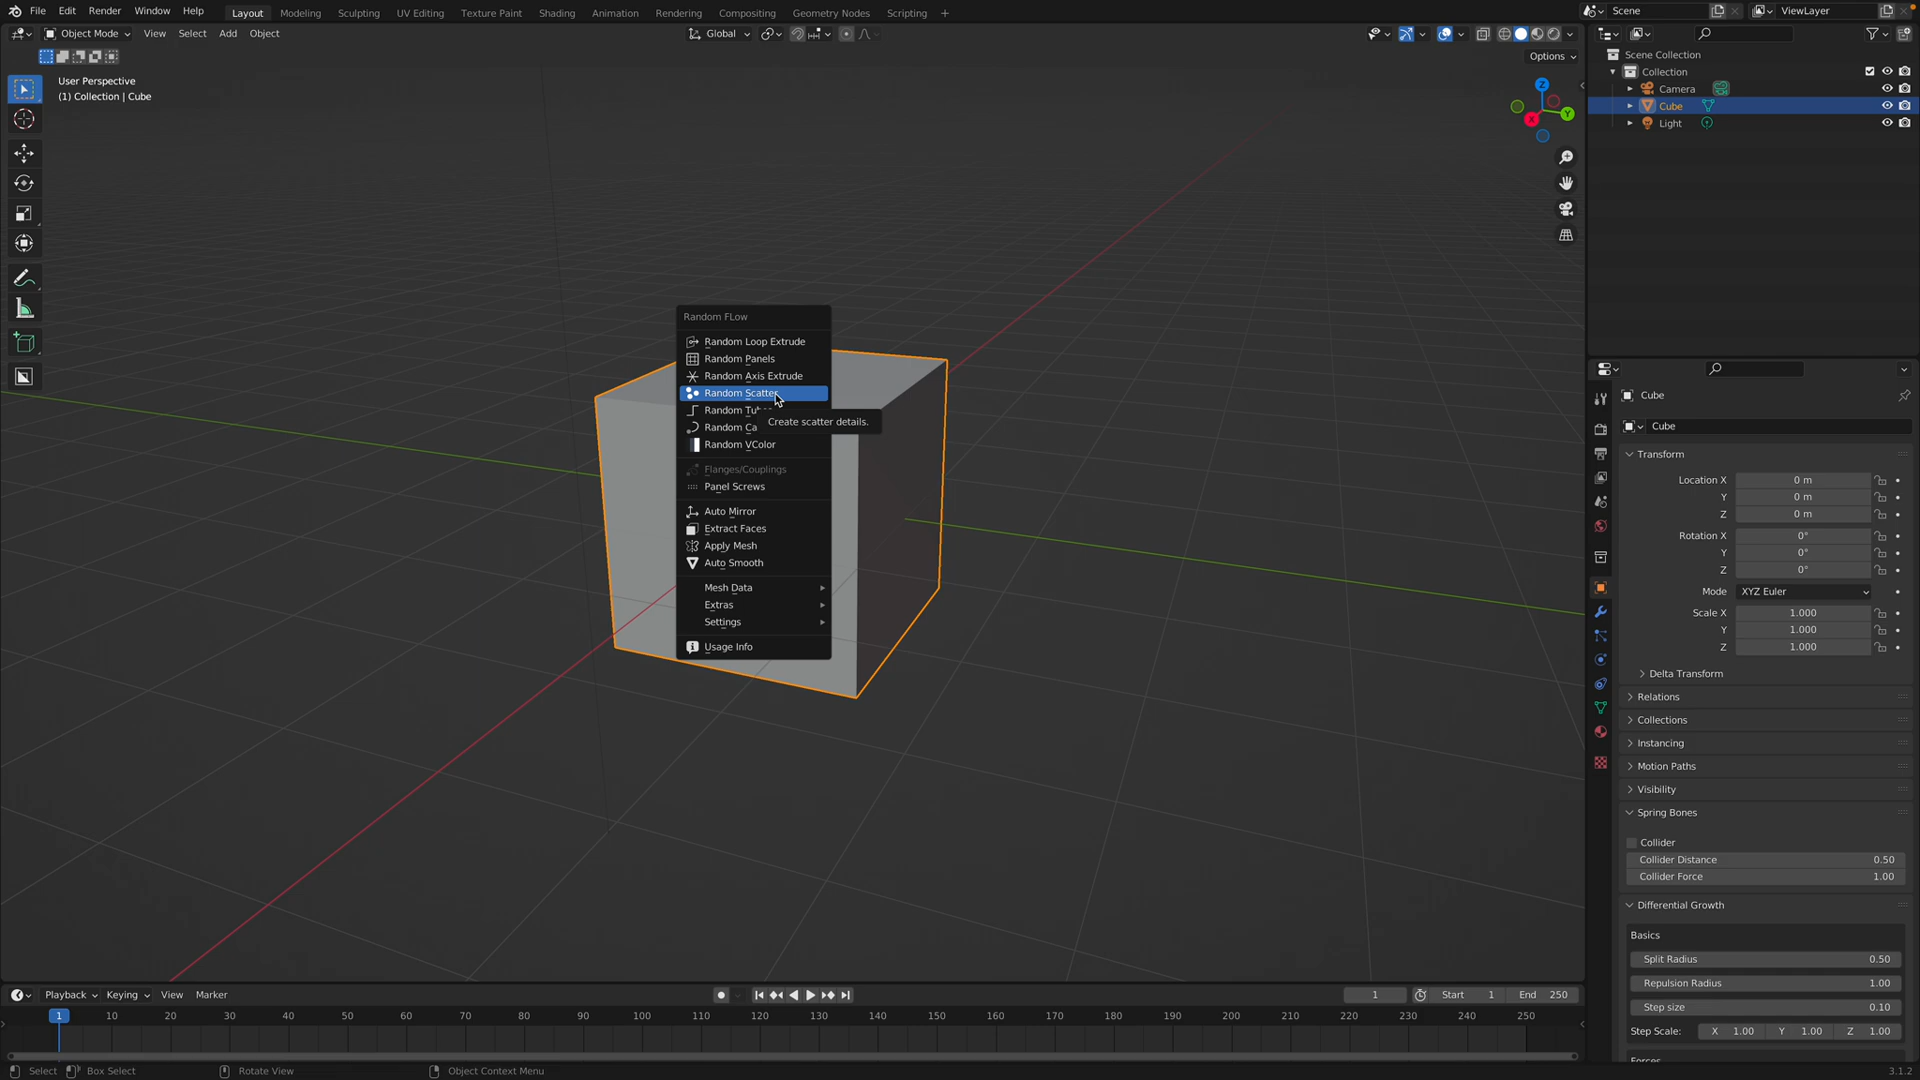 File Edit Render Window Help Layout Modeling Sculpting UV Editing Texture Paint Shading Animation Rendering Compositing Geometry Nodes Scripting + Scene ViewLayer
Object Mode View Select Add Object Global
Options
User Perspective
(1) Collection | Cube
Z
Y
X
Random FLow
Random Loop Extrude
Random Panels
Random Axis Extrude
Random Scatter
Random Tu
Create scatter details.
Random Ca
Random VColor
Flanges/Couplings
Panel Screws
Auto Mirror
Extract Faces
Apply Mesh
Auto Smooth
Mesh Data
Extras
Settings
Usage Info
Scene Collection
Collection
Camera
Cube
Light
Cube
Cube
Transform
Location X 0 m
Y 0 m
Z 0 m
Rotation X 0°
Y 0°
Z 0°
Mode XYZ Euler
Scale X 1.000
Y 1.000
Z 1.000
Delta Transform
Relations
Collections
Instancing
Motion Paths
Visibility
Spring Bones
Collider
Collider Distance 0.50
Collider Force 1.00
Differential Growth
Basics
Split Radius 0.50
Repulsion Radius 1.00
Step size 0.10
Step Scale: X 1.00 Y 1.00 Z 1.00
Playback Keying View Marker 1 Start 1 End 250
1 10 20 30 40 50 60 70 80 90 100 110 120 130 140 150 160 170 180 190 200 210 220 230 240 250
Select Box Select Rotate View Object Context Menu 3.1.2